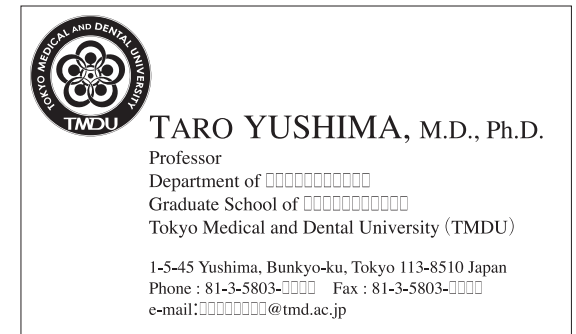 TOKYO MEDICAL AND DENTAL UNIVERSITY
TMDU
TARO YUSHIMA, M.D., Ph.D.
Professor
Department of □□□□□□□□□□□
Graduate School of □□□□□□□□□□□
Tokyo Medical and Dental University (TMDU)
1-5-45 Yushima, Bunkyo-ku, Tokyo 113-8510 Japan
Phone : 81-3-5803-□□□□ Fax : 81-3-5803-□□□□
e-mail:□□□□□□□□@tmd.ac.jp